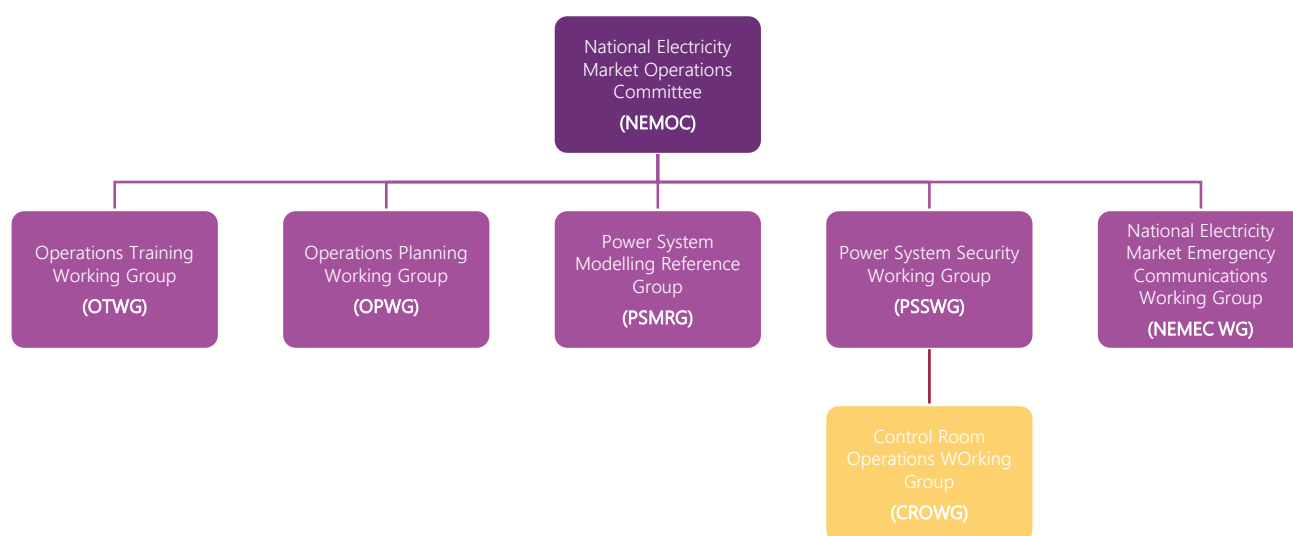 National Electricity
Market Operations
Committee
(NEMOC)
Operations Training
Working Group
(OTWG)
Operations Planning
Working Group
(OPWG)
Power System
Modelling Reference
Group
(PSMRG)
Power System Security
Working Group
(PSSWG)
National Electricity
Market Emergency
Communications
Working Group
(NEMEC WG)
Control Room
Operations WOrking
Group
(CROWG)